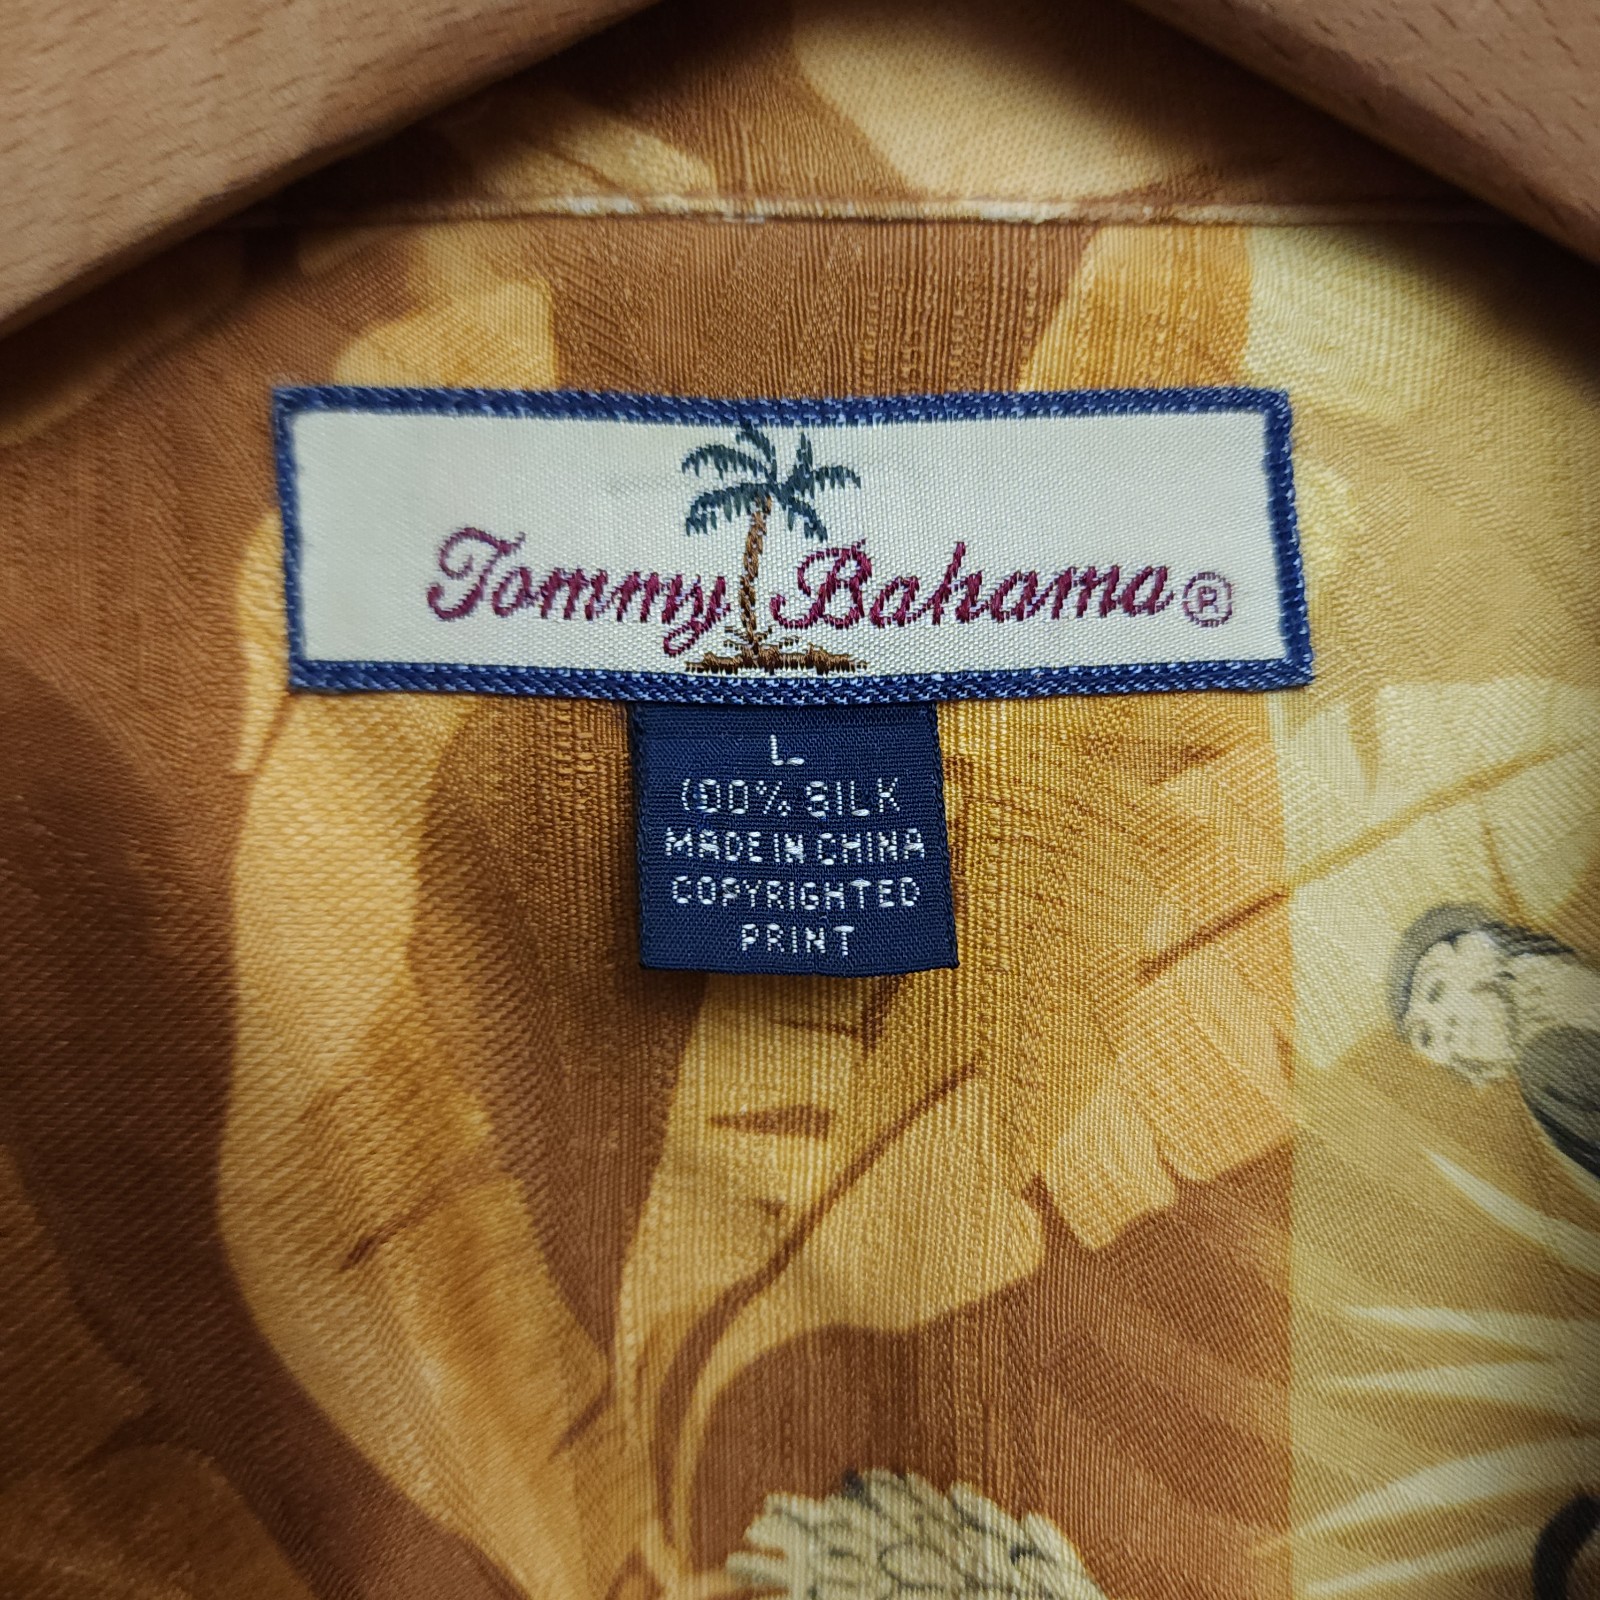 Tommy Bahama®
L
100% SILK
MADE IN CHINA
COPYRIGHTED
PRINT